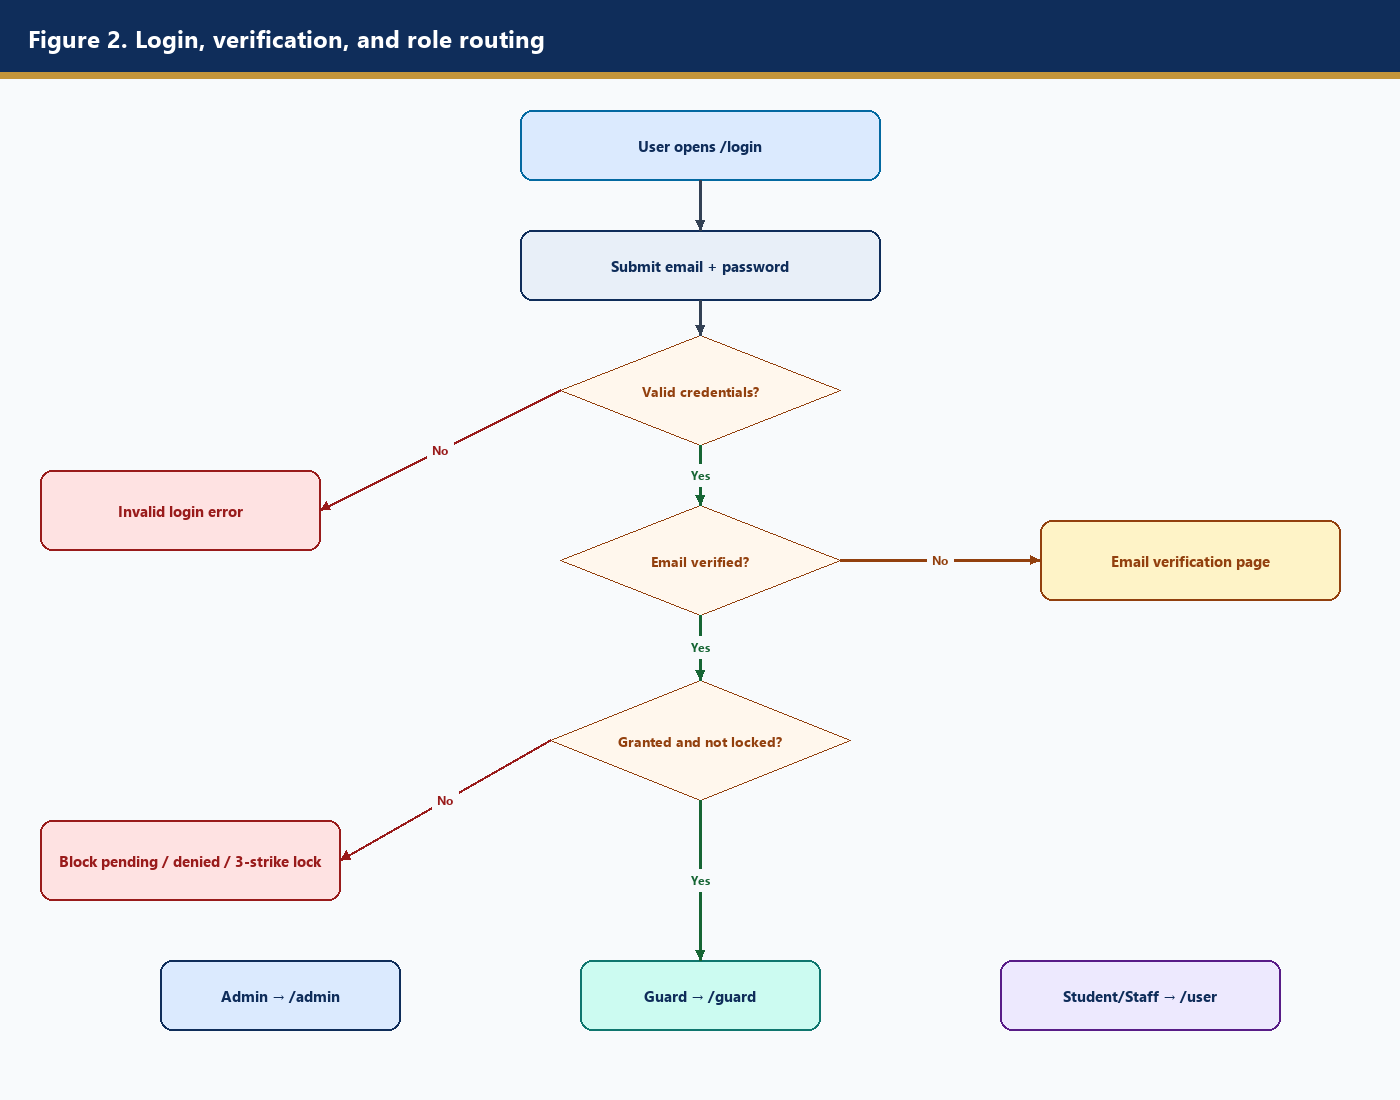 Figure 2. Login, verification, and role routing
User opens /login
Submit email + password
Valid credentials?
No
Yes
Invalid login error
Email verified?
No
Email verification page
Yes
Granted and not locked?
No
Block pending / denied / 3-strike lock
Yes
Admin → /admin
Guard → /guard
Student/Staff → /user